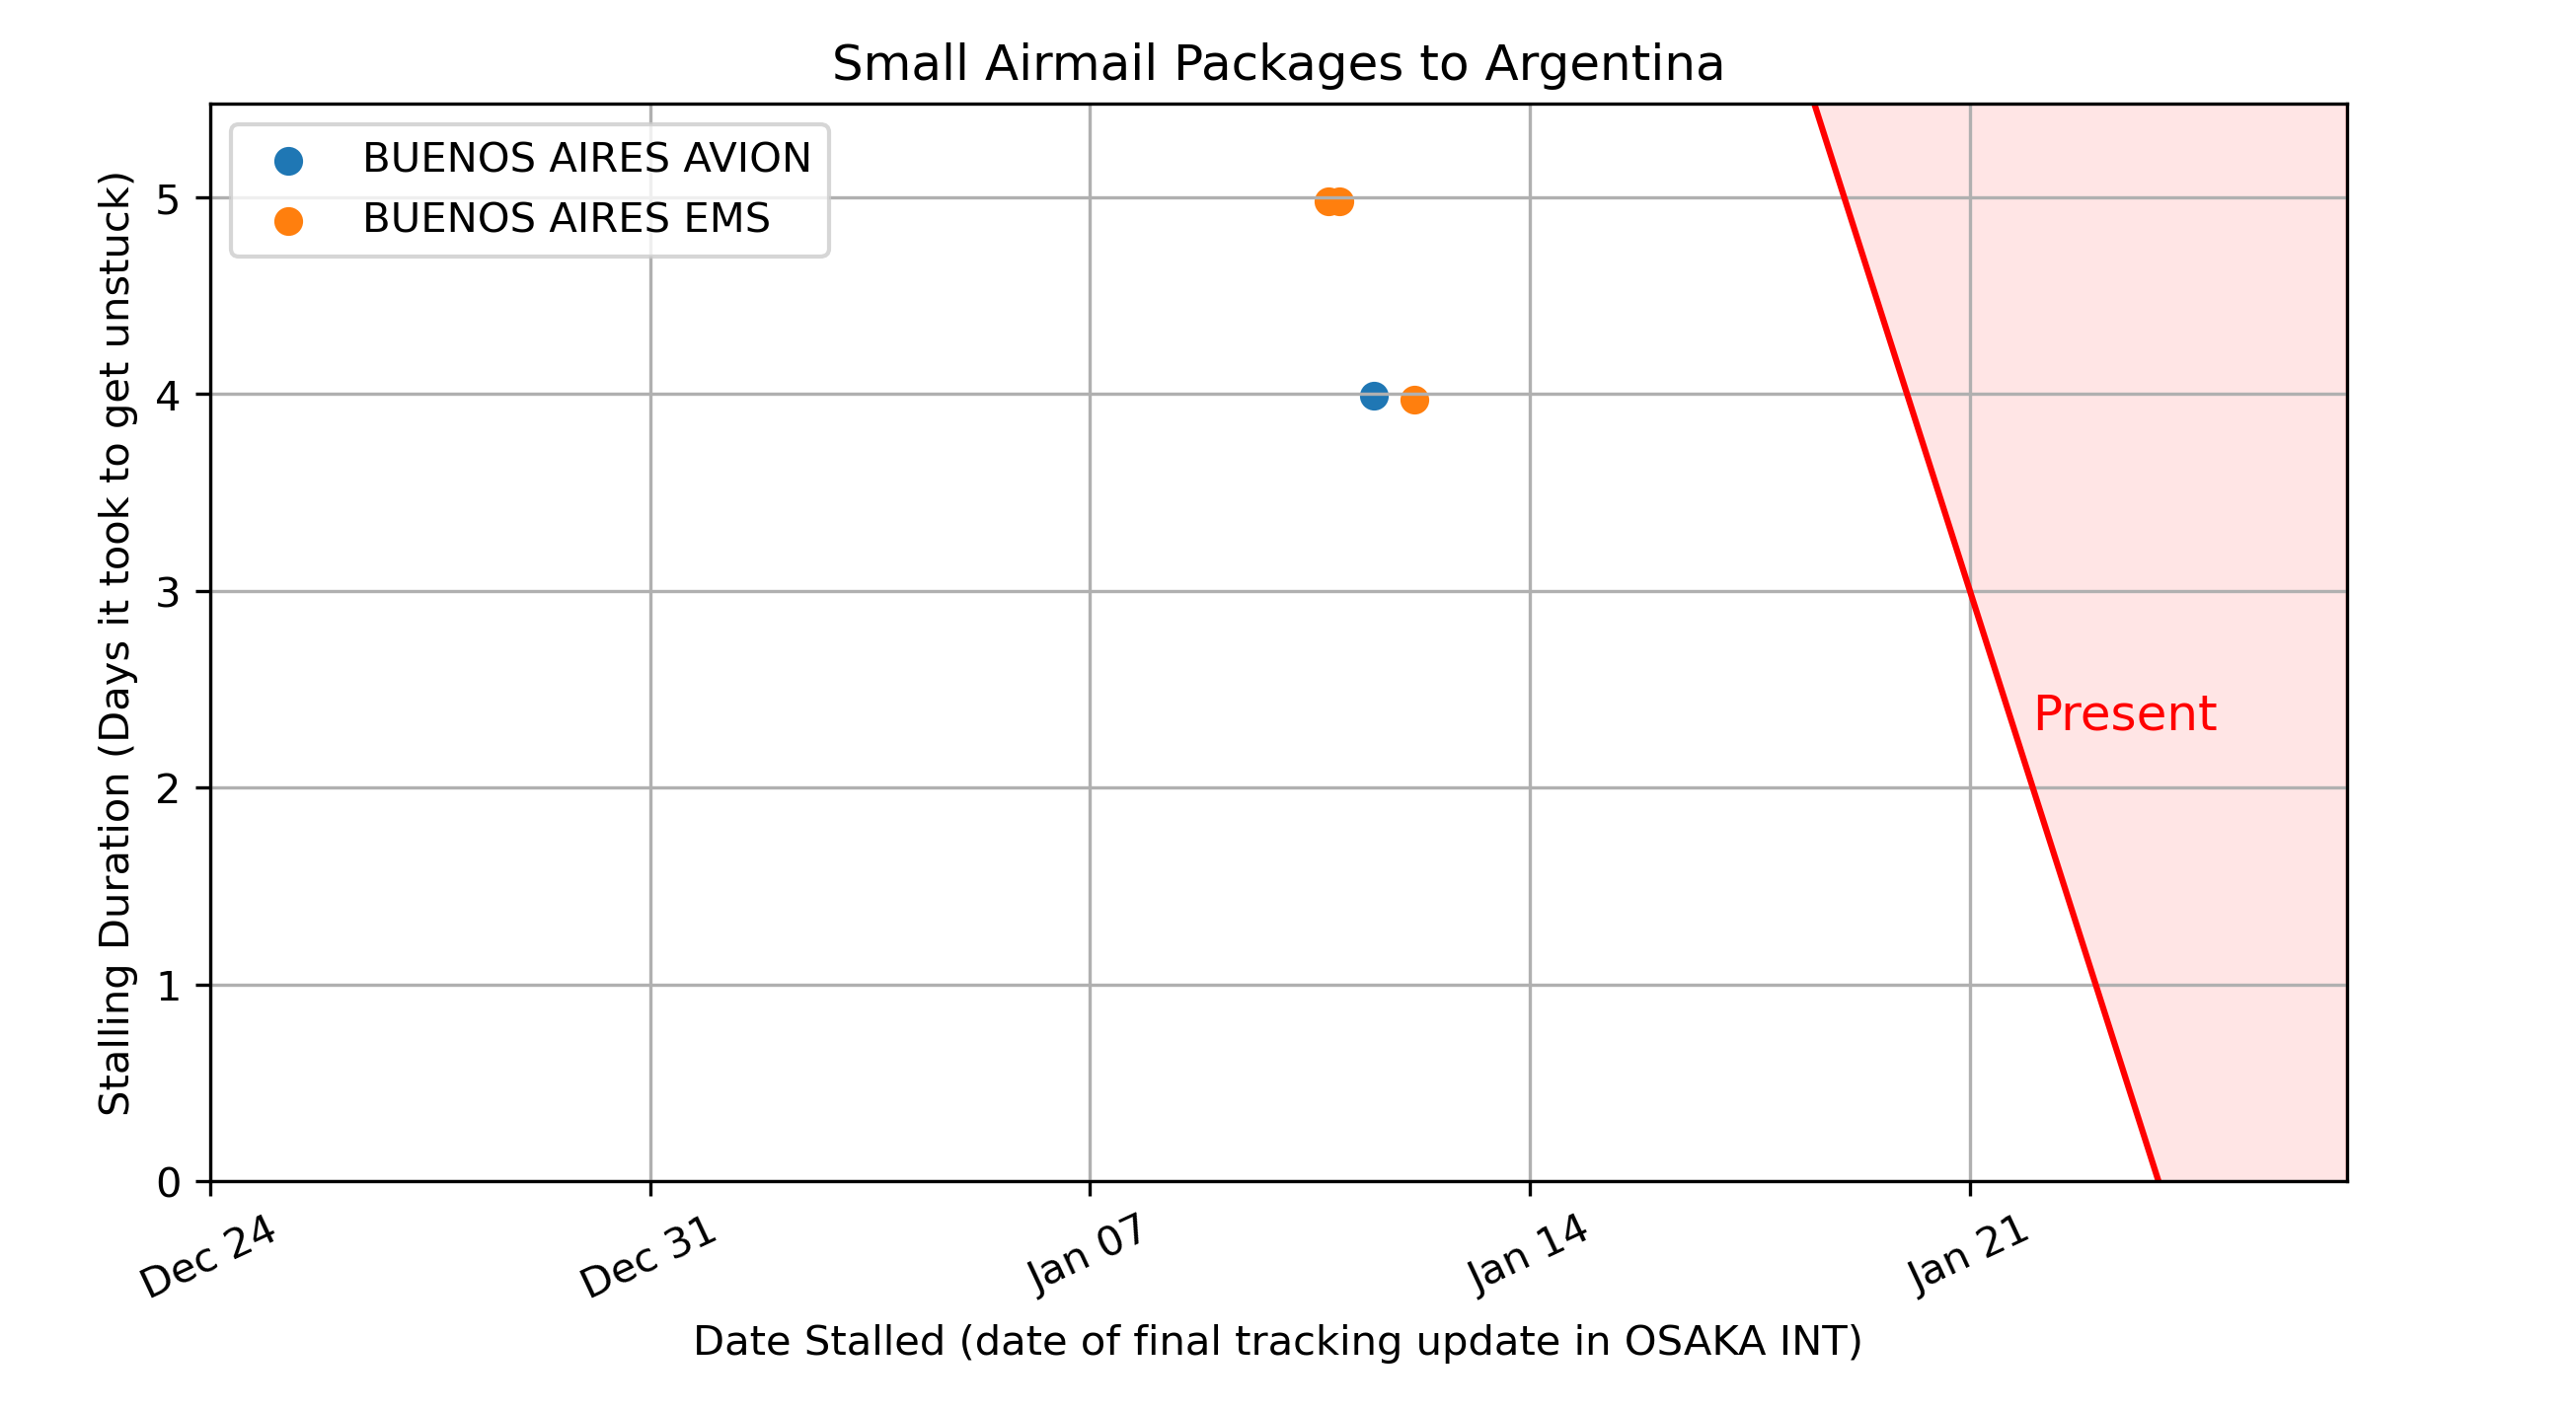 Small Airmail Packages to Argentina
BUENOS AIRES AVION
BUENOS AIRES EMS
Stalling Duration (Days it took to get unstuck)
5
4
3
2
1
0
Present
Dec 24
Dec 31
Jan 07
Jan 14
Jan 21
Date Stalled (date of final tracking update in OSAKA INT)